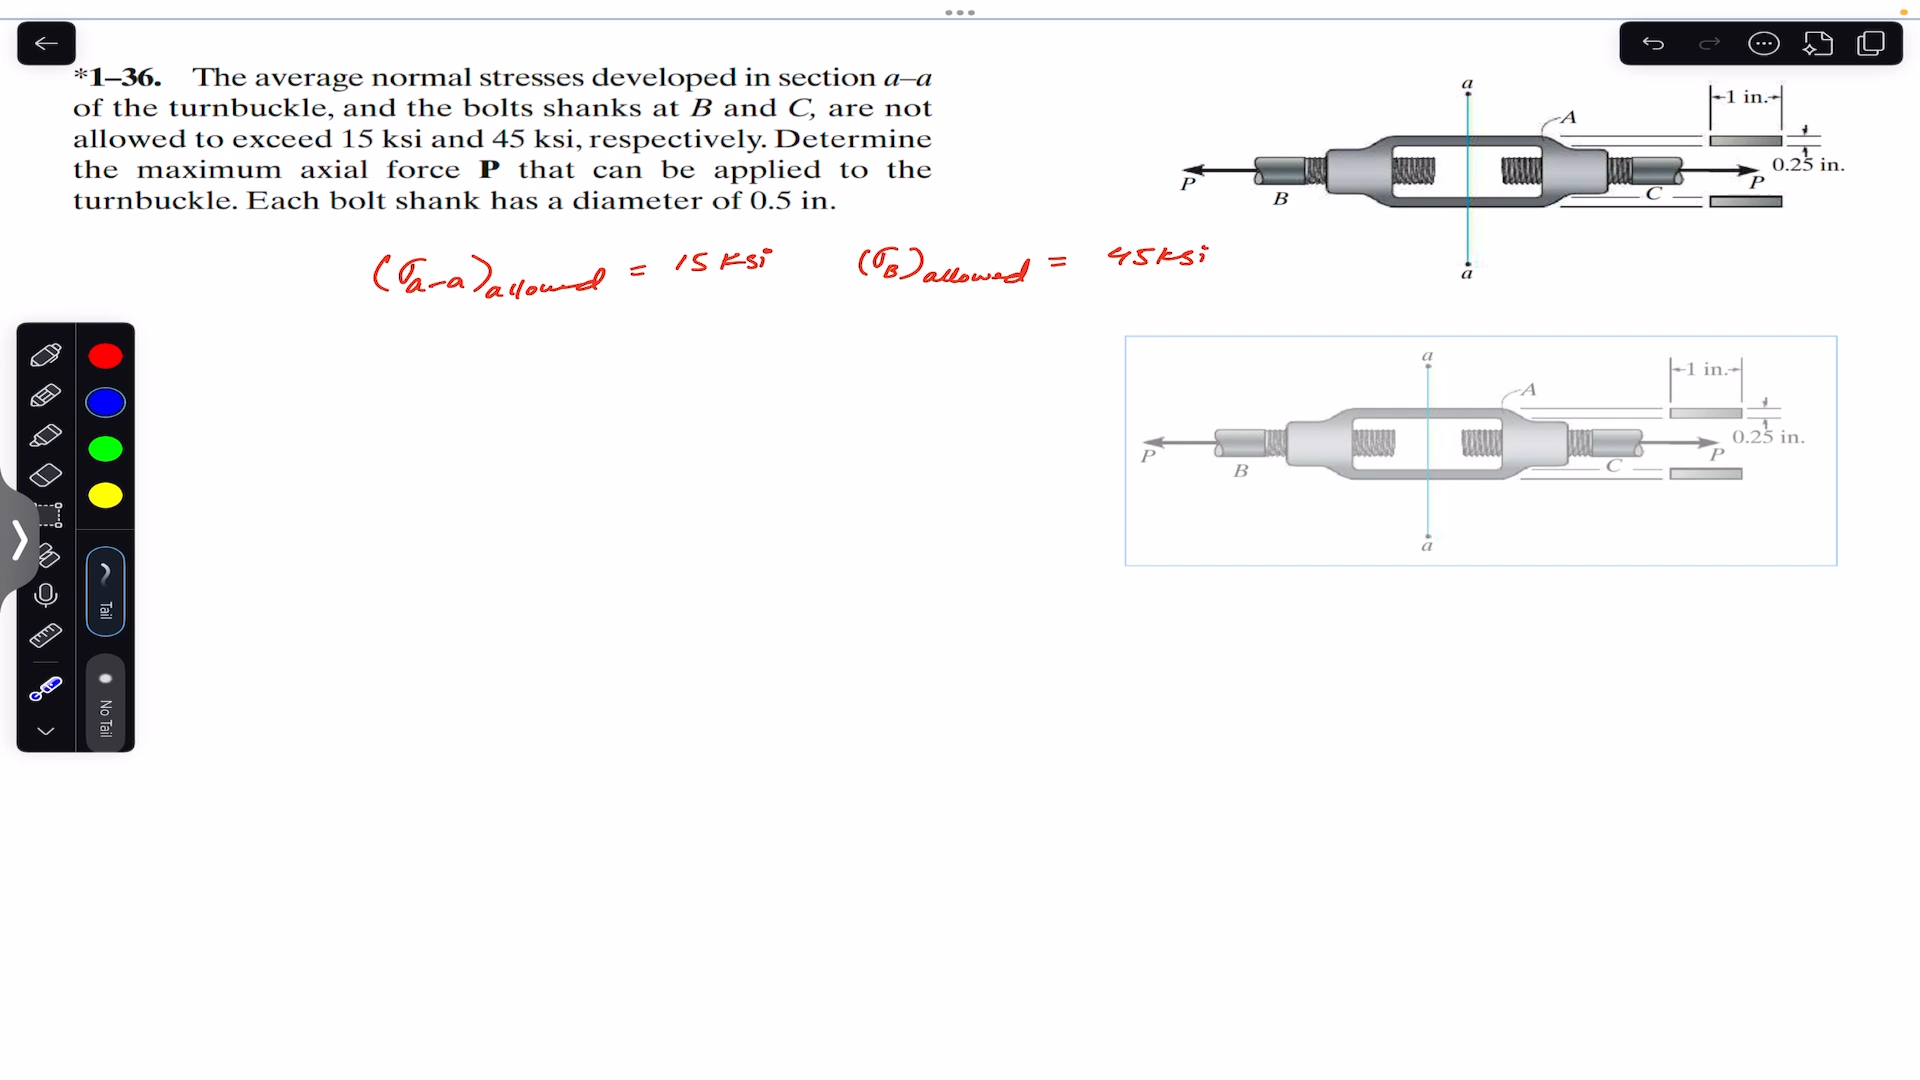 *1–36. The average normal stresses developed in section a–a
of the turnbuckle, and the bolts shanks at B and C, are not
allowed to exceed 15 ksi and 45 ksi, respectively. Determine
the maximum axial force P that can be applied to the
turnbuckle. Each bolt shank has a diameter of 0.5 in.
a
A
1 in.
0.25 in.
P
B
C
P
a
(σa-a)allowed = 15 ksi (σB)allowed = 45 ksi
a
A
1 in.
0.25 in.
P
B
C
P
a
Tail
No Tail